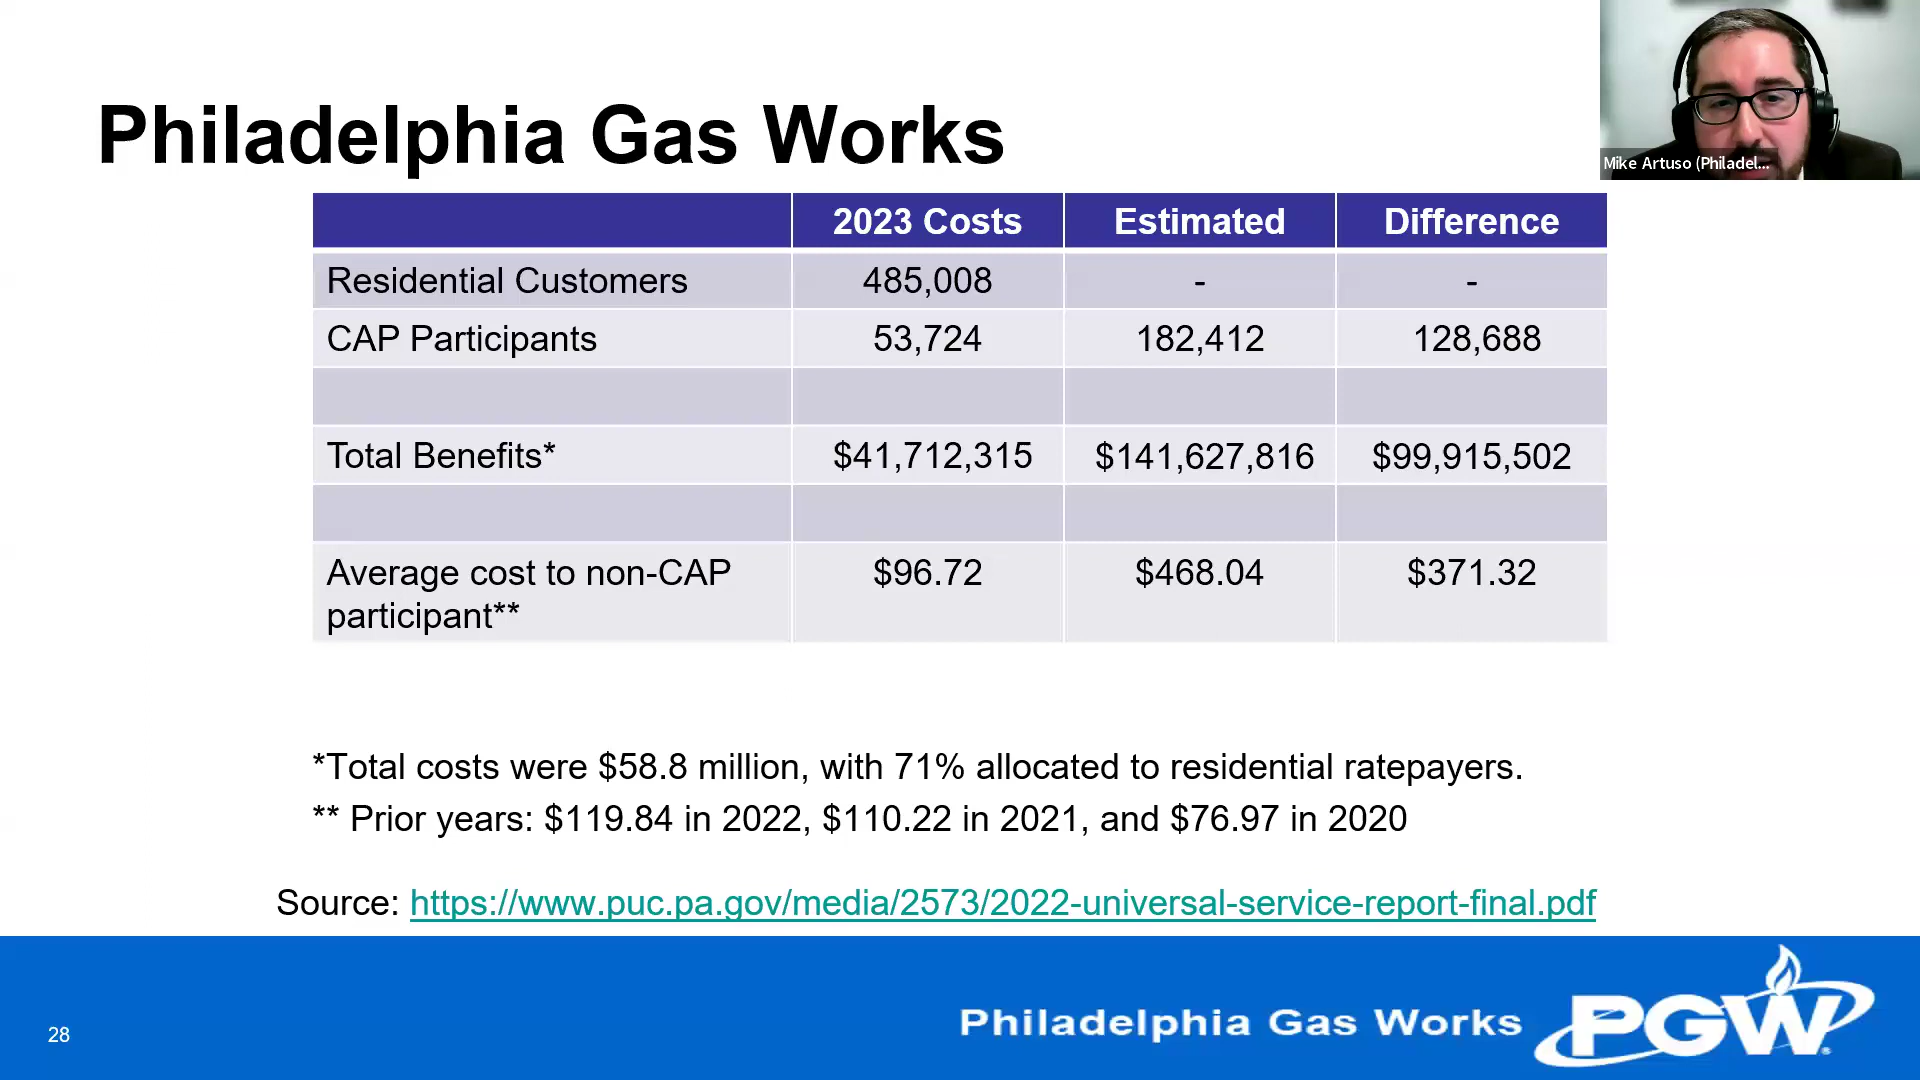 Philadelphia Gas Works
Mike Artuso (Philadel...
2023 Costs Estimated Difference
Residential Customers 485,008 - -
CAP Participants 53,724 182,412 128,688
Total Benefits* $41,712,315 $141,627,816 $99,915,502
Average cost to non-CAP $96.72 $468.04 $371.32
participant**
*Total costs were $58.8 million, with 71% allocated to residential ratepayers.
** Prior years: $119.84 in 2022, $110.22 in 2021, and $76.97 in 2020
Source: https://www.puc.pa.gov/media/2573/2022-universal-service-report-final.pdf
28
Philadelphia Gas Works PGW